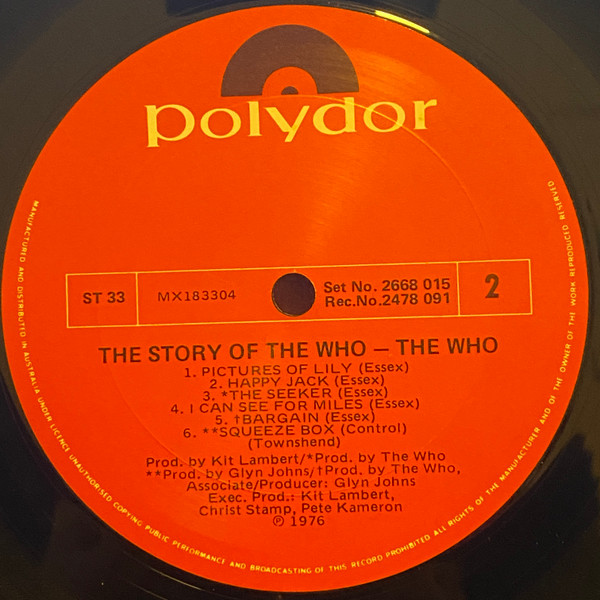 polydor
ST 33
MX183304
Set No. 2668 015
Rec.No.2478 091
2
THE STORY OF THE WHO – THE WHO
1. PICTURES OF LILY (Essex)
2. HAPPY JACK (Essex)
3. *THE SEEKER (Essex)
4. I CAN SEE FOR MILES (Essex)
5. †BARGAIN (Essex)
6. **SQUEEZE BOX (Control)
(Townshend)
Prod. by Kit Lambert/*Prod. by The Who
**Prod. by Glyn Johns/†Prod. by The Who,
Associate/Producer: Glyn Johns
Exec. Prod.: Kit Lambert,
Christ Stamp, Pete Kameron
℗ 1976
MANUFACTURED AND DISTRIBUTED IN AUSTRALIA UNDER LICENCE UNAUTHORISED COPYING PUBLIC PERFORMANCE AND BROADCASTING OF THIS RECORD PROHIBITED ALL RIGHTS OF THE MANUFACTURER AND OF THE OWNER OF THE WORK REPRODUCED RESERVED